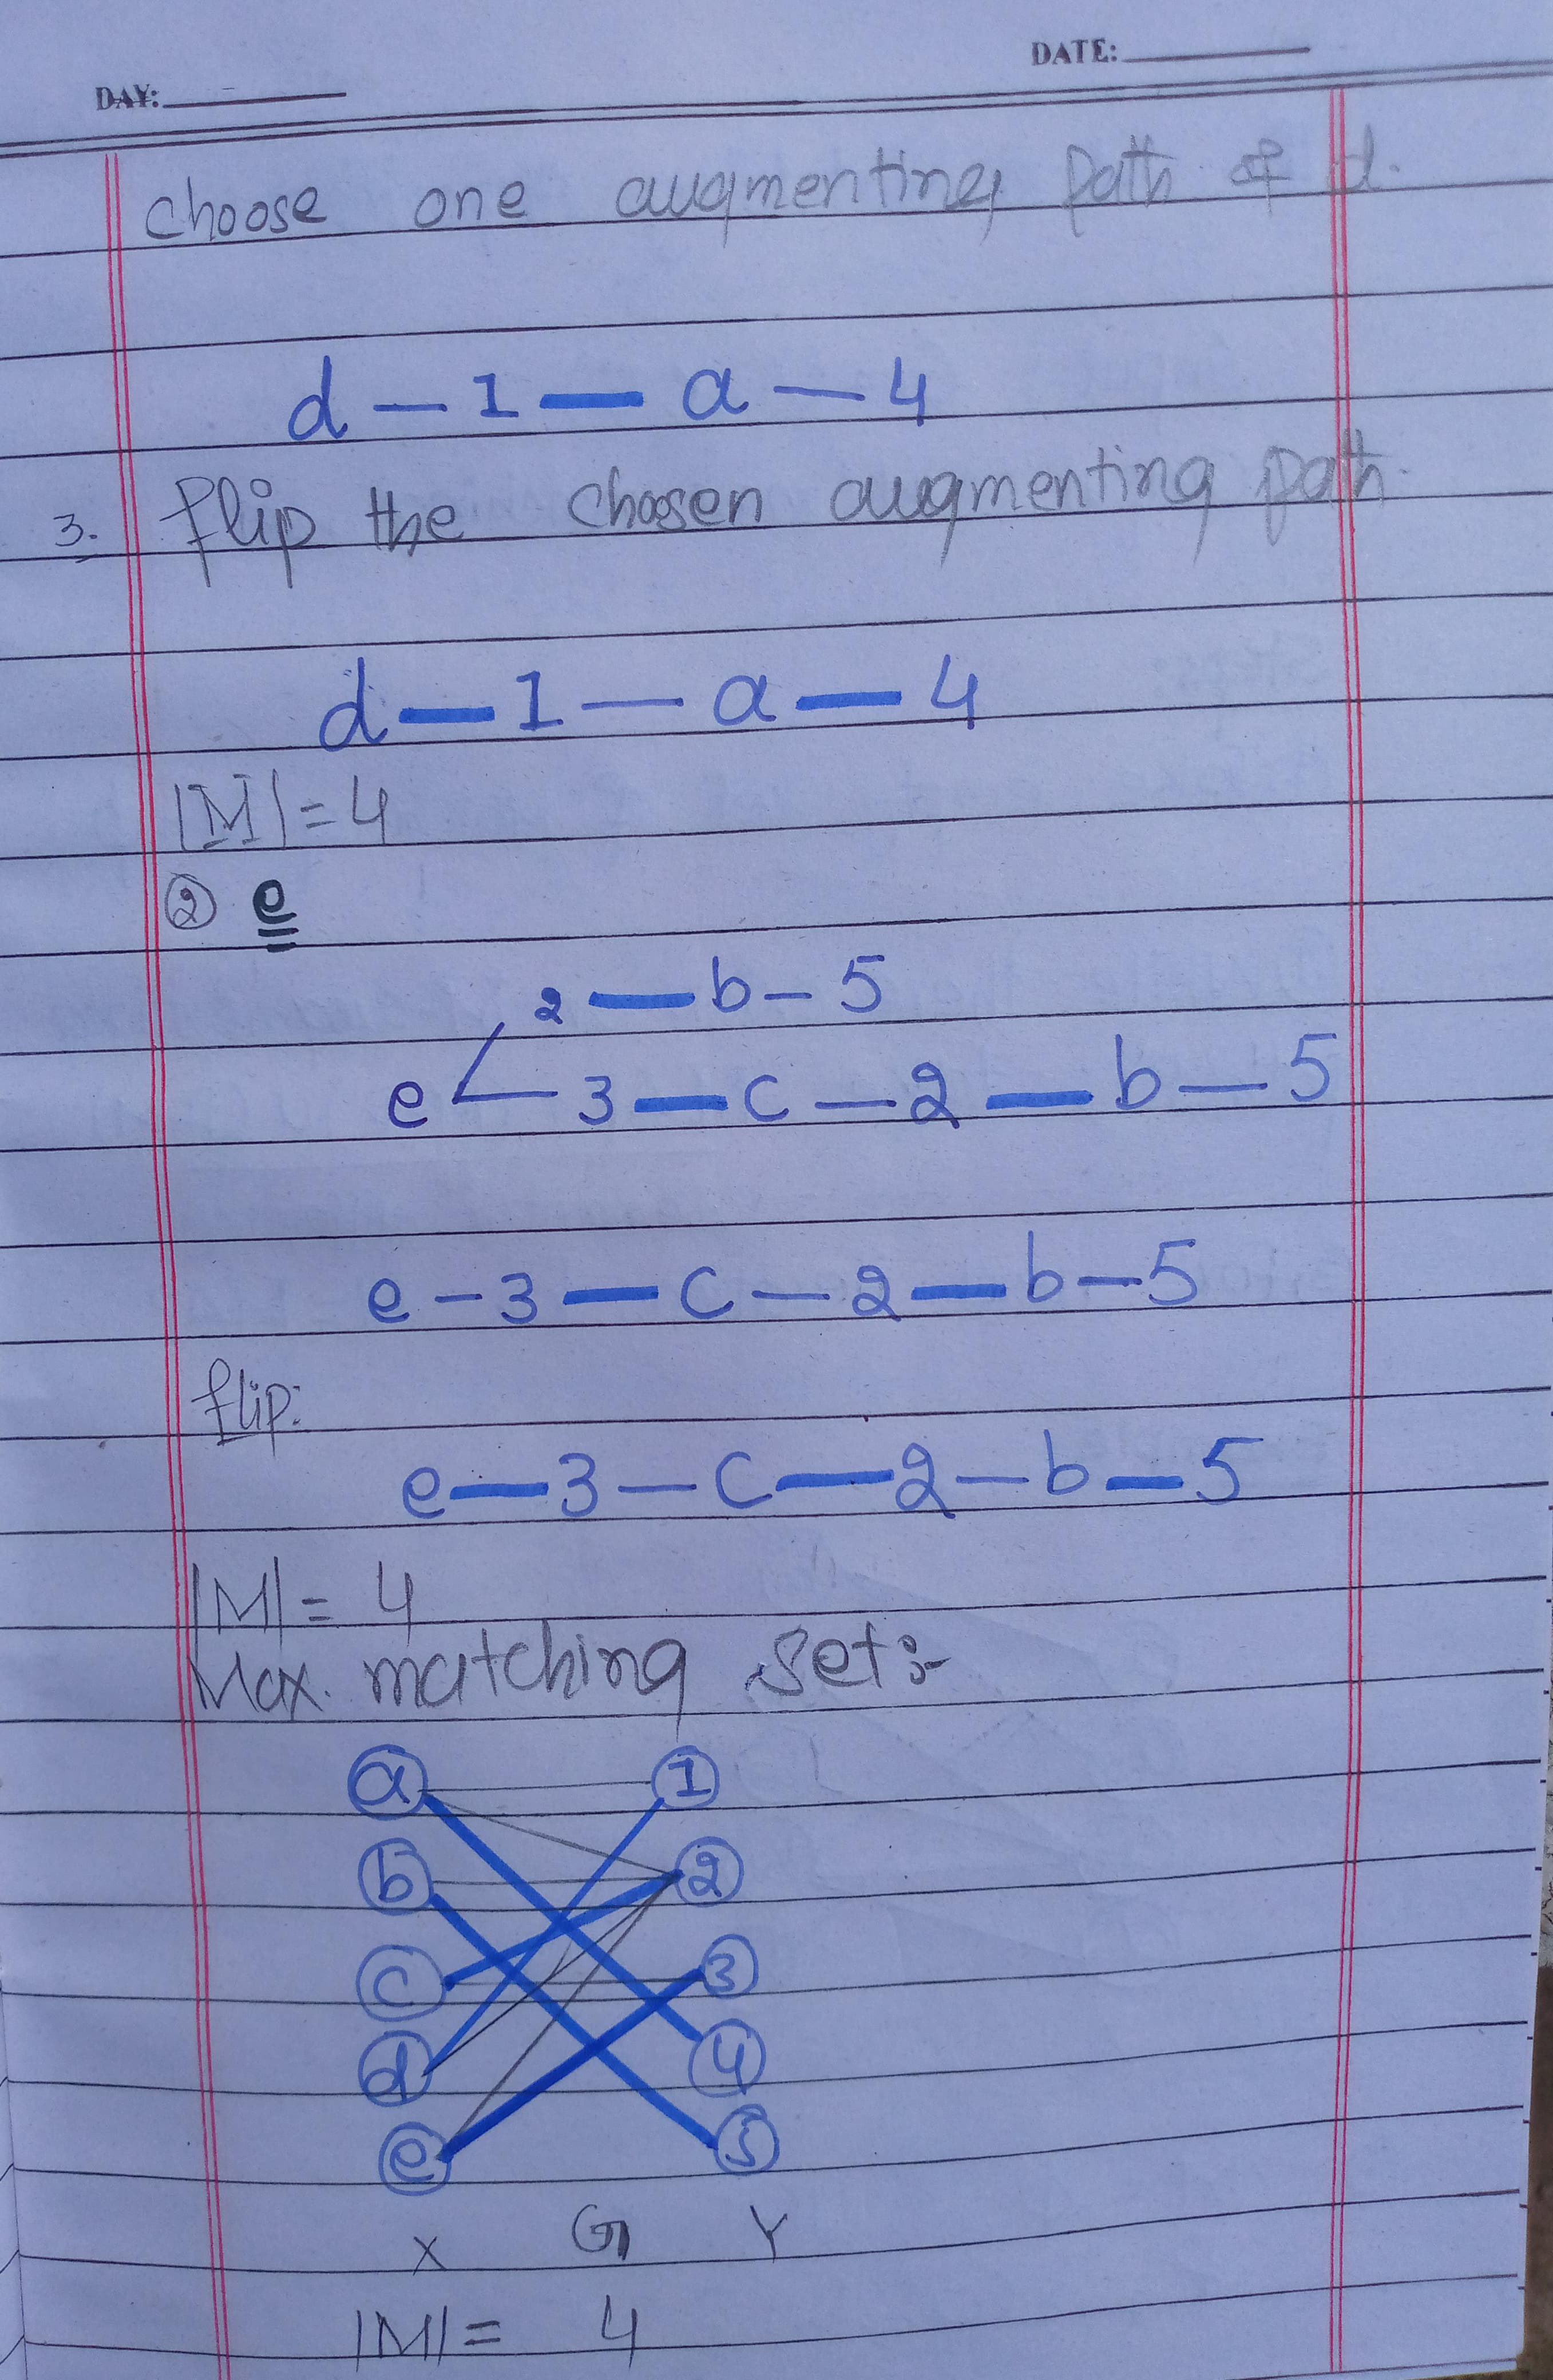 DAY:
DATE:
choose one augmenting path of d.
d — 1 — a — 4
3. flip the chosen augmenting path.
d — 1 — a — 4
|M| = 4
② e
2 — b — 5
e 3 — c — 2 — b — 5
e — 3 — c — 2 — b — 5
flip:
e — 3 — c — 2 — b — 5
|M| = 4
Max. matching set:-
a 1
b 2
c 3
d 4
e 5
X G Y
|M| = 4